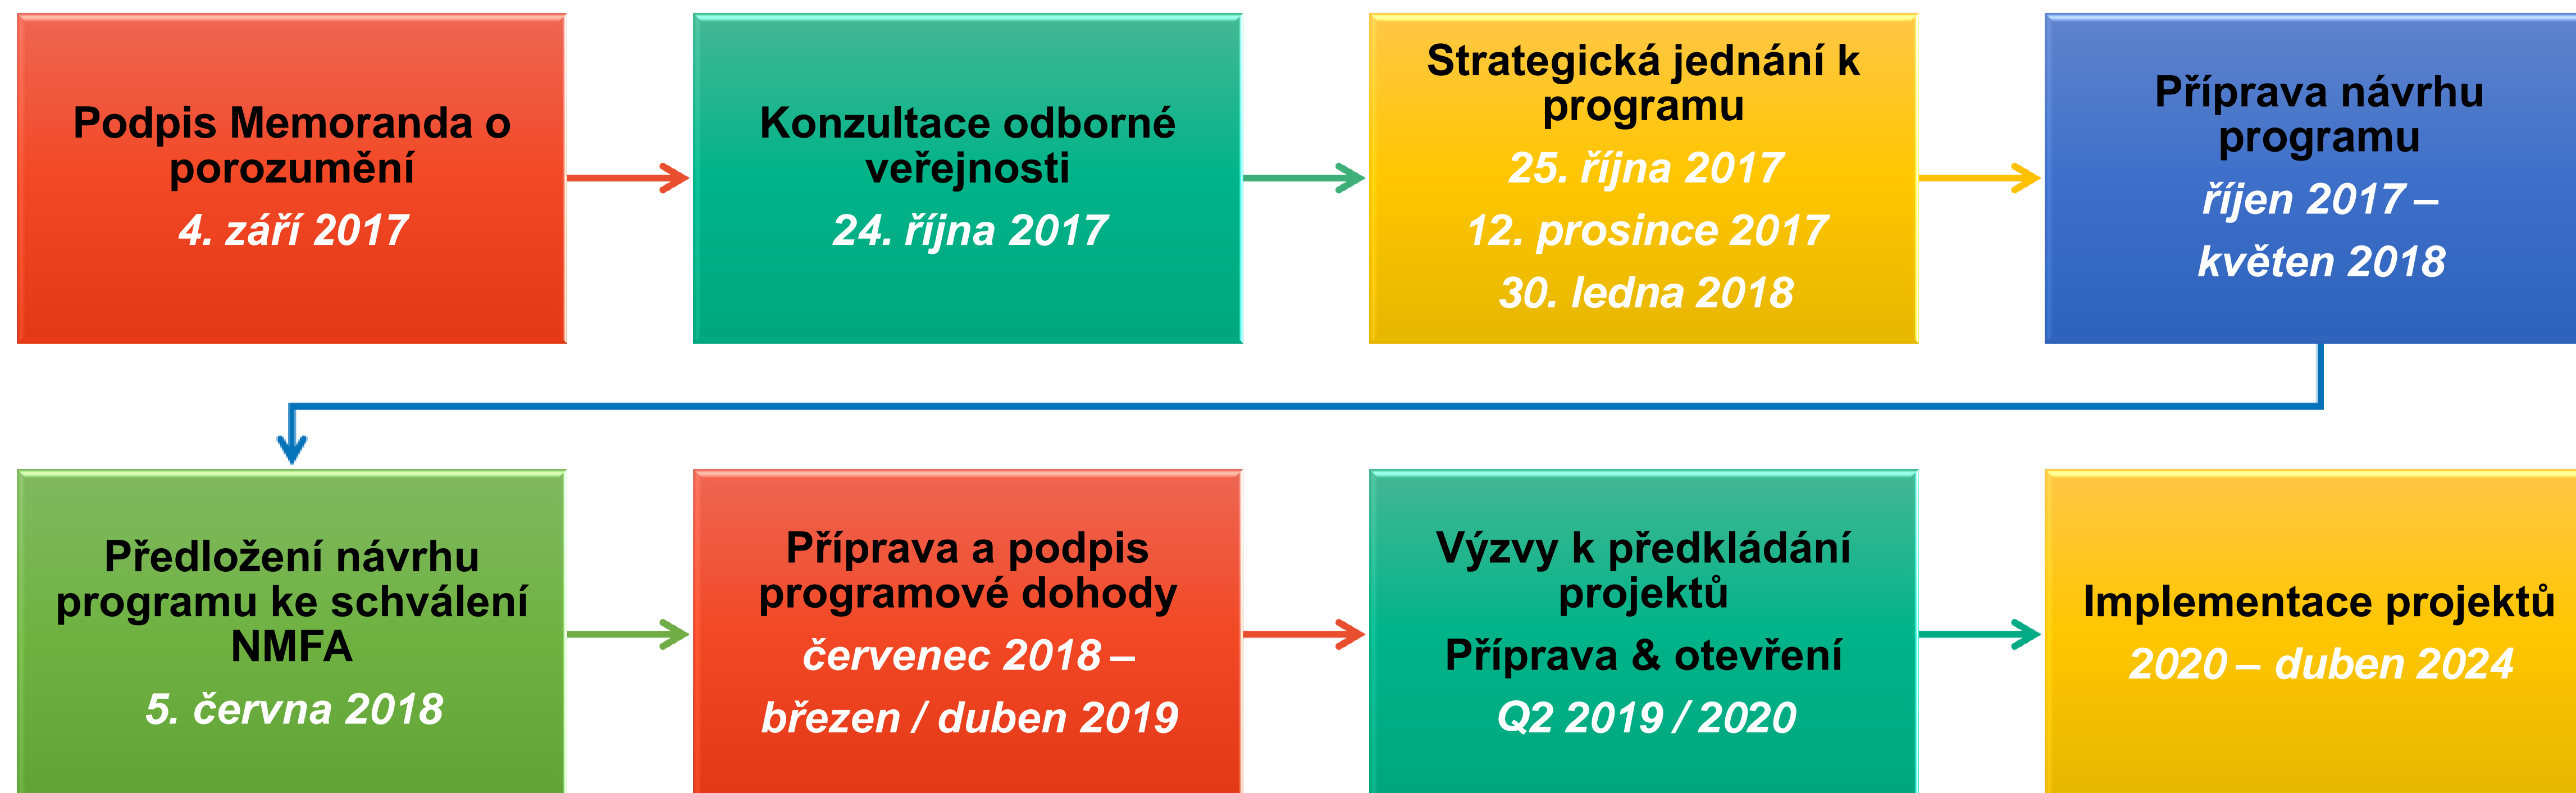 Podpis Memoranda o
porozumění
4. září 2017
Konzultace odborné
veřejnosti
24. října 2017
Strategická jednání k
programu
25. října 2017
12. prosince 2017
30. ledna 2018
Příprava návrhu
programu
říjen 2017 –
květen 2018
Předložení návrhu
programu ke schválení
NMFA
5. června 2018
Příprava a podpis
programové dohody
červenec 2018 –
březen / duben 2019
Výzvy k předkládání
projektů
Příprava & otevření
Q2 2019 / 2020
Implementace projektů
2020 – duben 2024